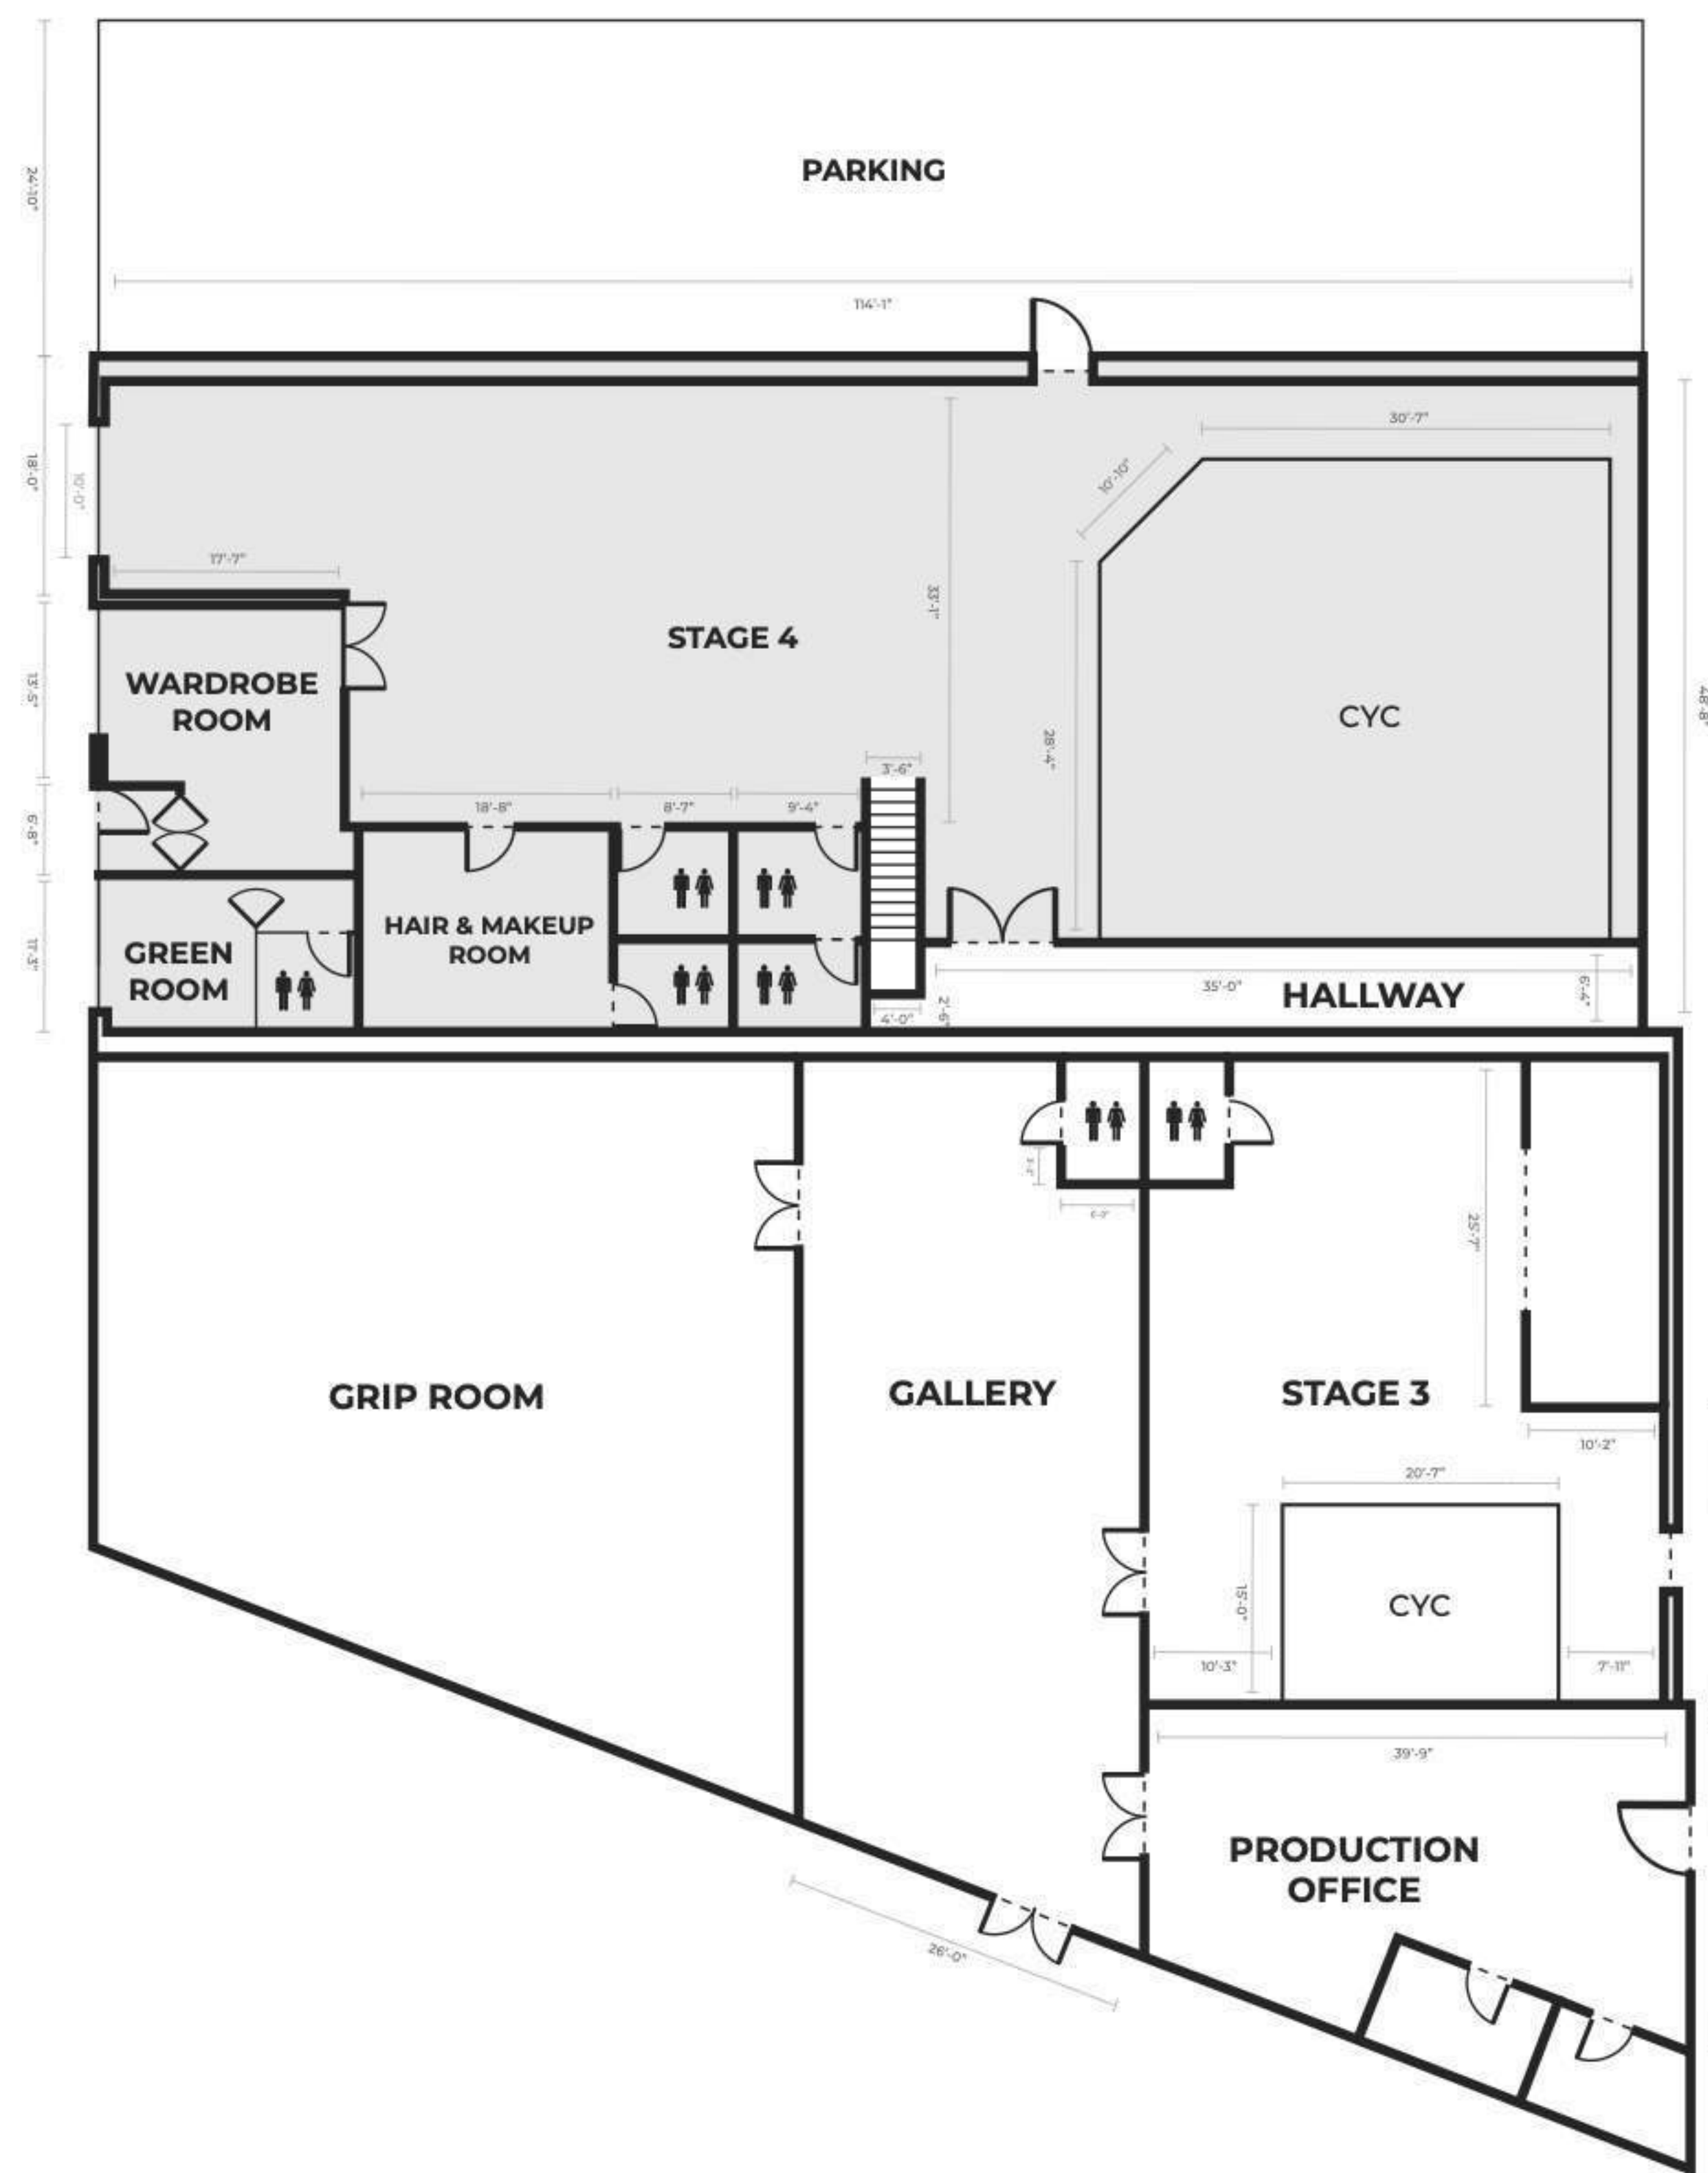 PARKING
24'-10"
114'-1"
30'-7"
10'-10"
18'-0"
10'-0"
17'-7"
33'-1"
STAGE 4
WARDROBE
ROOM
13'-5"
48'-8"
CYC
28'-4"
3'-6"
18'-8"
8'-7"
9'-4"
6'-8"
HAIR & MAKEUP
ROOM
GREEN
ROOM
11'-3"
35'-0"
HALLWAY
6'-4"
4'-0"
2'-6"
25'-7"
GRIP ROOM
GALLERY
STAGE 3
10'-2"
20'-7"
15'-0"
CYC
10'-3"
7'-11"
39'-9"
PRODUCTION
OFFICE
26'-0"